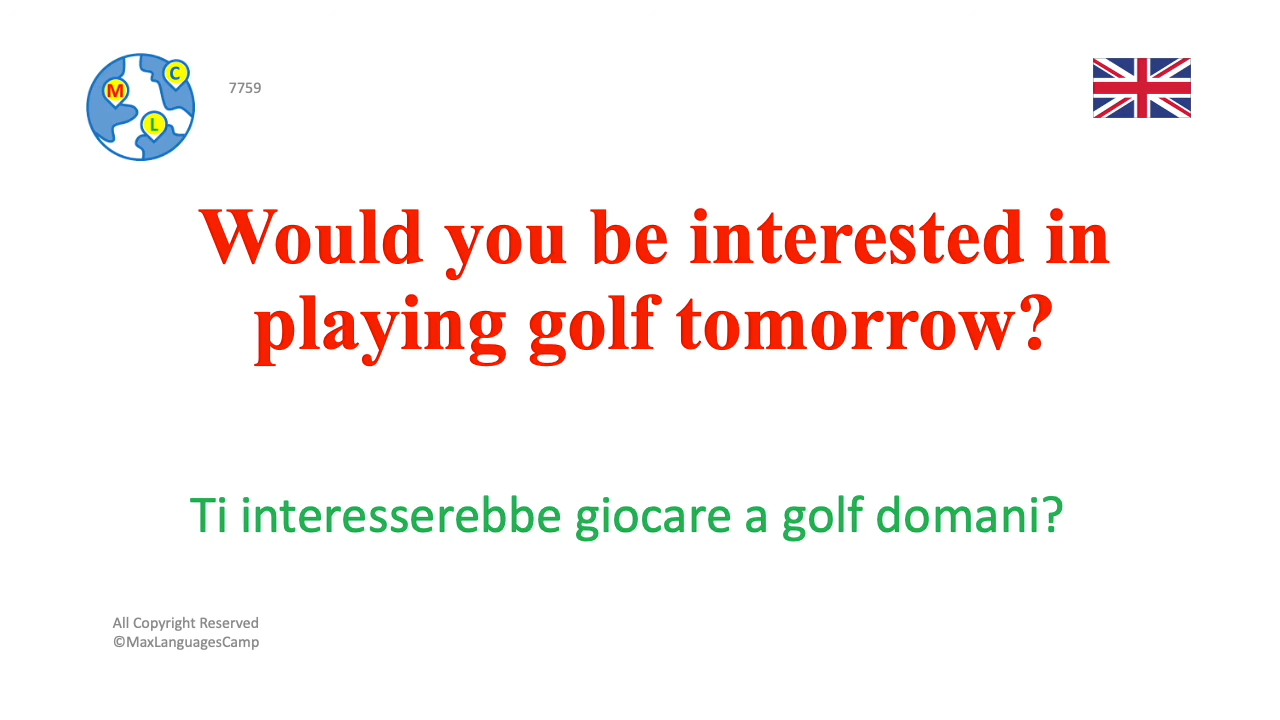 M
C
L
7759
Would you be interested in
playing golf tomorrow?
Ti interesserebbe giocare a golf domani?
All Copyright Reserved
©MaxLanguagesCamp